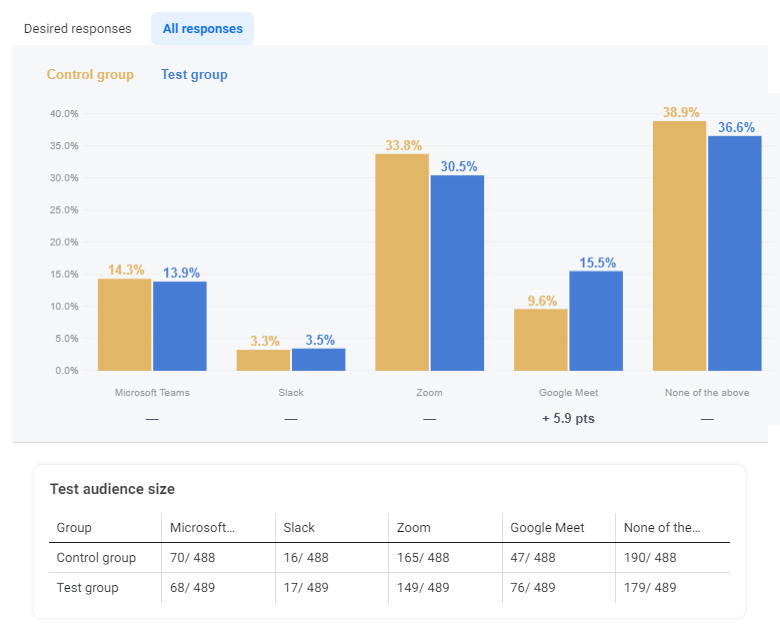 Desired responses All responses
Control group Test group
40.0%
35.0%
30.0%
25.0%
20.0%
15.0%
10.0%
5.0%
0.0%
14.3% 13.9%
3.3% 3.5%
33.8% 30.5%
9.6% 15.5%
38.9% 36.6%
Microsoft Teams Slack Zoom Google Meet None of the above
— — — + 5.9 pts —
Test audience size
Group Microsoft... Slack Zoom Google Meet None of the...
Control group 70/ 488 16/ 488 165/ 488 47/ 488 190/ 488
Test group 68/ 489 17/ 489 149/ 489 76/ 489 179/ 489